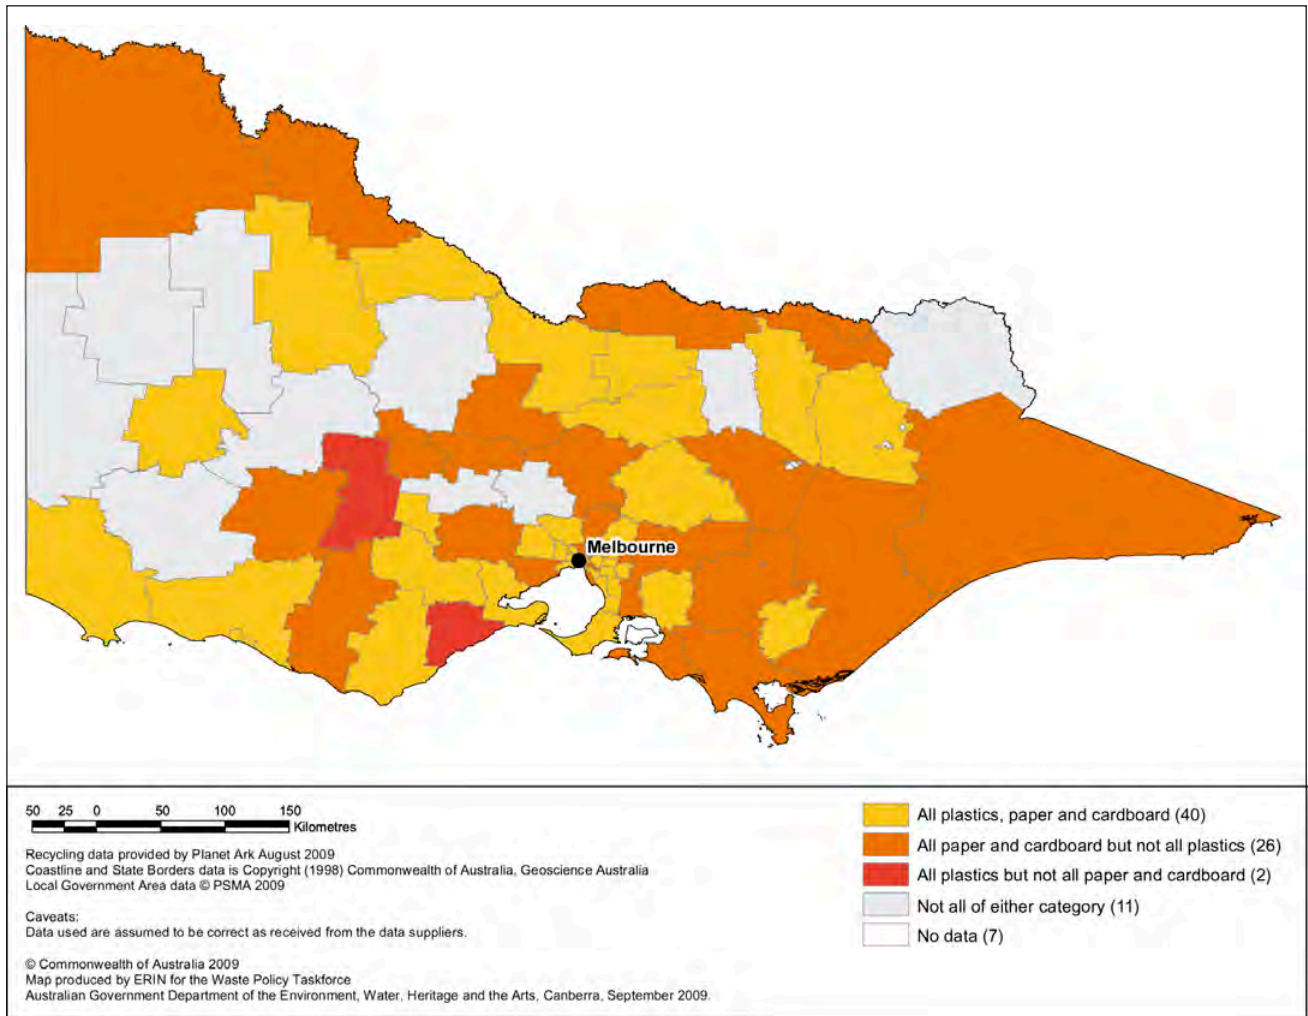 Melbourne
50 25 0 50 100 150
Kilometres
Recycling data provided by Planet Ark August 2009
Coastline and State Borders data is Copyright (1998) Commonwealth of Australia, Geoscience Australia
Local Government Area data © PSMA 2009
Caveats:
Data used are assumed to be correct as received from the data suppliers.
© Commonwealth of Australia 2009
Map produced by ERIN for the Waste Policy Taskforce
Australian Government Department of the Environment, Water, Heritage and the Arts, Canberra, September 2009.
All plastics, paper and cardboard (40)
All paper and cardboard but not all plastics (26)
All plastics but not all paper and cardboard (2)
Not all of either category (11)
No data (7)